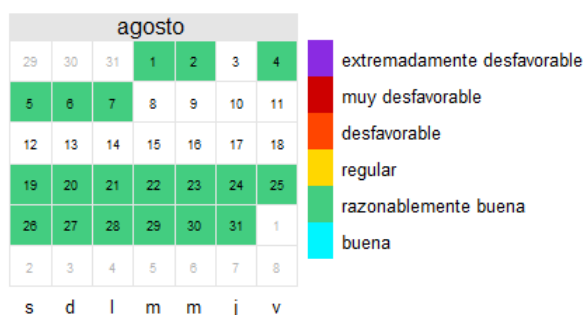 agosto
29 30 31 1 2 3 4
5 6 7 8 9 10 11
12 13 14 15 16 17 18
19 20 21 22 23 24 25
26 27 28 29 30 31 1
2 3 4 5 6 7 8
s d l m m j v
extremadamente desfavorable
muy desfavorable
desfavorable
regular
razonablemente buena
buena